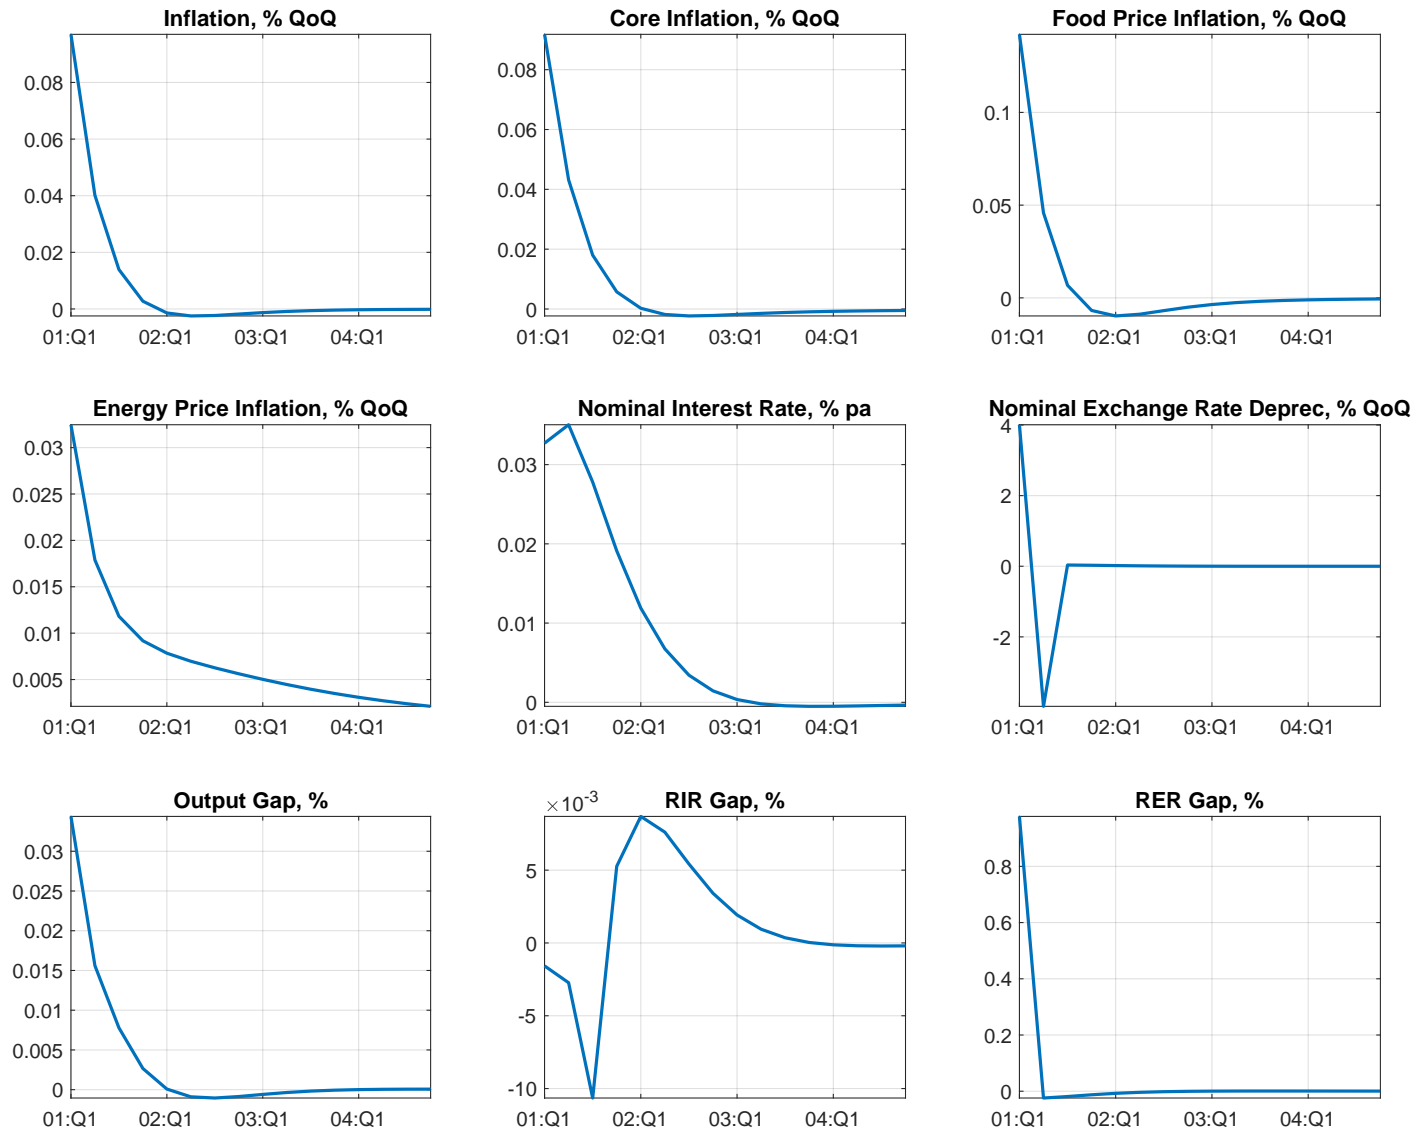 Inflation, % QoQ
0.08
0.06
0.04
0.02
0
01:Q1 02:Q1 03:Q1 04:Q1
Core Inflation, % QoQ
0.08
0.06
0.04
0.02
0
01:Q1 02:Q1 03:Q1 04:Q1
Food Price Inflation, % QoQ
0.1
0.05
0
01:Q1 02:Q1 03:Q1 04:Q1
Energy Price Inflation, % QoQ
0.03
0.025
0.02
0.015
0.01
0.005
01:Q1 02:Q1 03:Q1 04:Q1
Nominal Interest Rate, % pa
0.03
0.02
0.01
0
01:Q1 02:Q1 03:Q1 04:Q1
Nominal Exchange Rate Deprec, % QoQ
4
2
0
-2
01:Q1 02:Q1 03:Q1 04:Q1
Output Gap, %
0.03
0.025
0.02
0.015
0.01
0.005
0
01:Q1 02:Q1 03:Q1 04:Q1
×10⁻³
RIR Gap, %
5
0
-5
-10
01:Q1 02:Q1 03:Q1 04:Q1
RER Gap, %
0.8
0.6
0.4
0.2
0
01:Q1 02:Q1 03:Q1 04:Q1